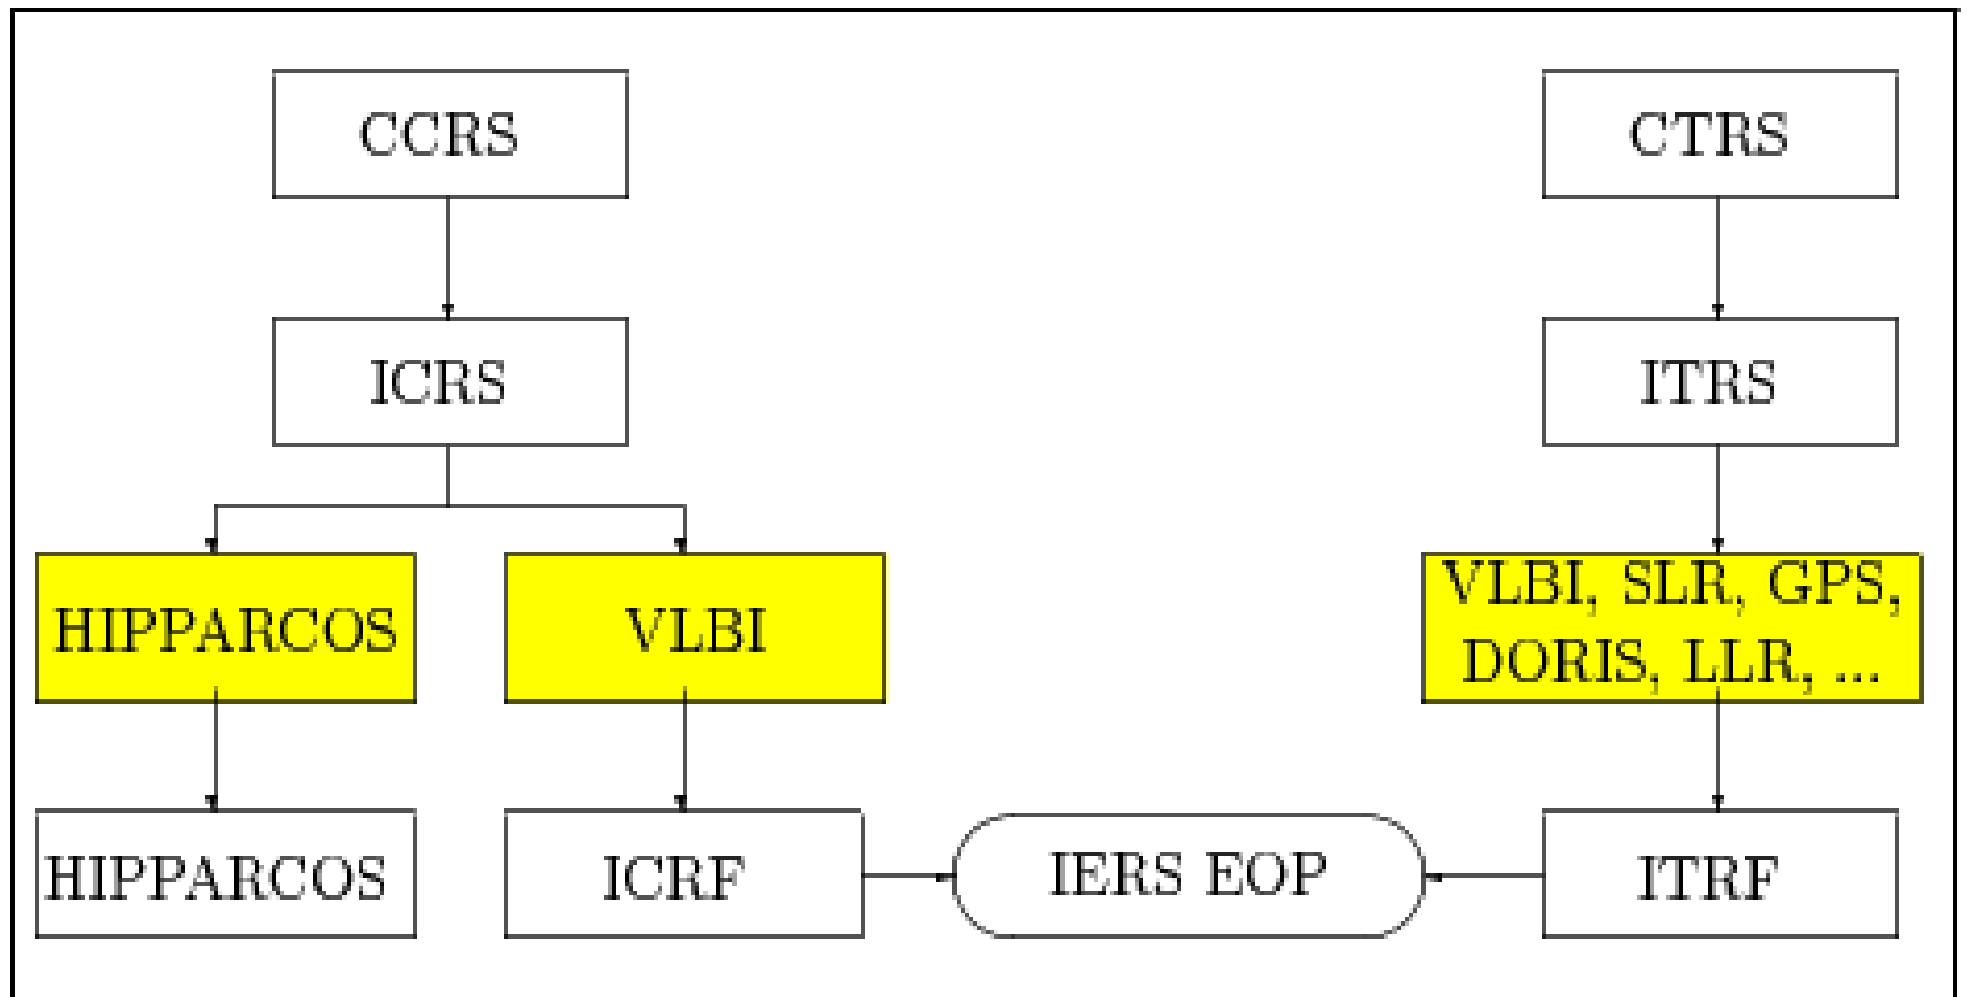 CCRS
CTRS
ICRS
ITRS
HIPPARCOS
VLBI
VLBI, SLR, GPS,
DORIS, LLR, ...
HIPPARCOS
ICRF
IERS EOP
ITRF